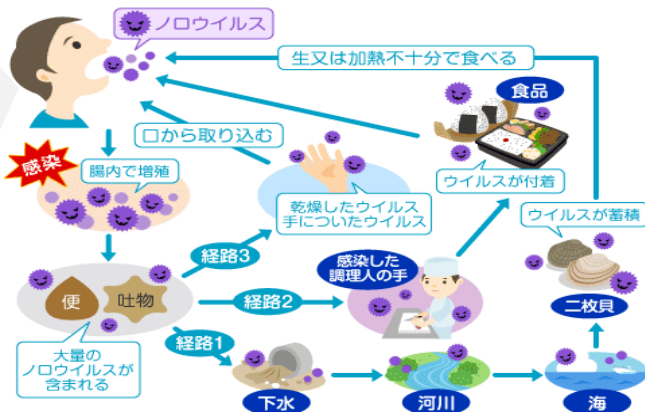 ノロウイルス
生又は加熱不十分で食べる
食品
口から取り込む
感染
腸内で増殖
ウイルスが付着
乾燥したウイルス
手についたウイルス
ウイルスが蓄積
経路3
感染した
調理人の手
便
吐物
経路2
二枚貝
経路1
大量の
ノロウイルスが
含まれる
下水
河川
海